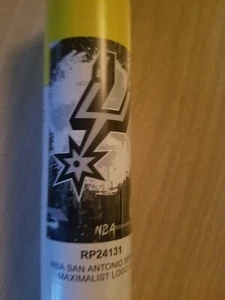 NBA
RP24131
NBA SAN ANTONIO
MAXIMALIST LOGO